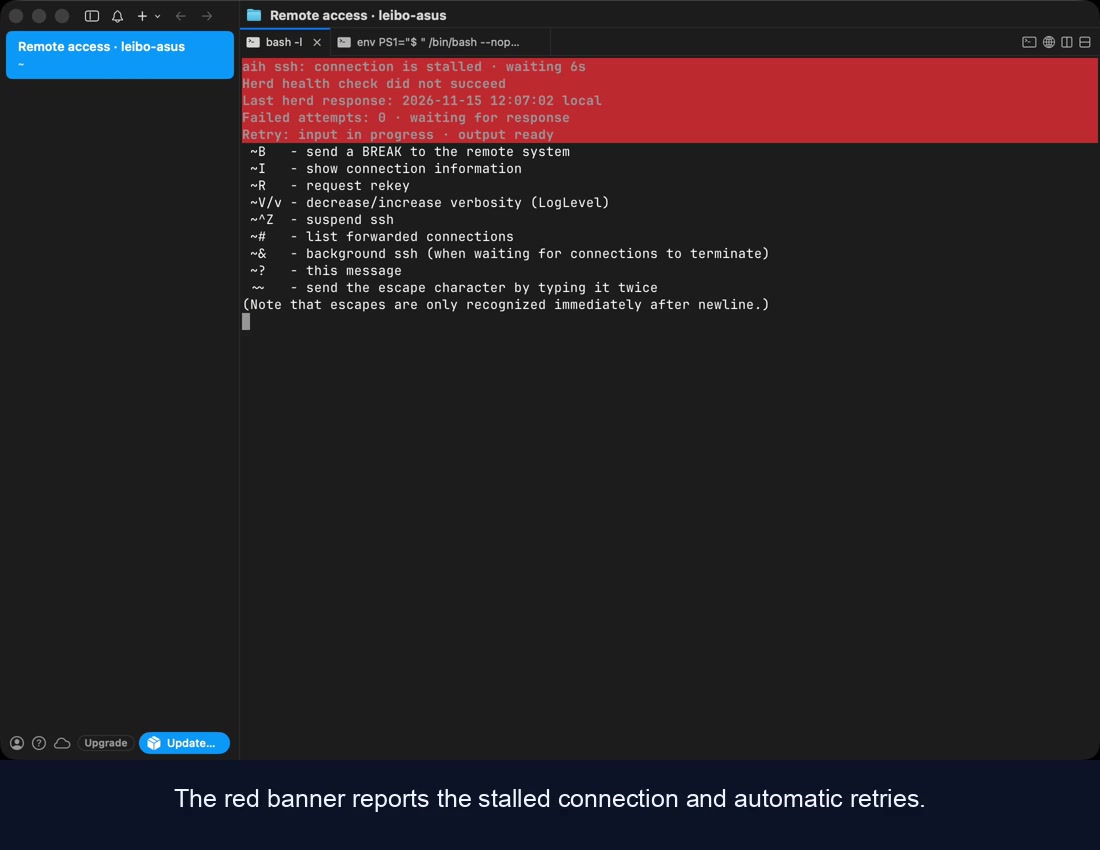 Remote access · leibo-asus
Remote access · leibo-asus
~
bash -l
env PS1="$ " /bin/bash --nop...
aih ssh: connection is stalled · waiting 6s
Herd health check did not succeed
Last herd response: 2026-11-15 12:07:02 local
Failed attempts: 0 · waiting for response
Retry: input in progress · output ready
~B - send a BREAK to the remote system
~I - show connection information
~R - request rekey
~V/v - decrease/increase verbosity (LogLevel)
~^Z - suspend ssh
~# - list forwarded connections
~& - background ssh (when waiting for connections to terminate)
~? - this message
~~ - send the escape character by typing it twice
(Note that escapes are only recognized immediately after newline.)
Upgrade
Update...
The red banner reports the stalled connection and automatic retries.